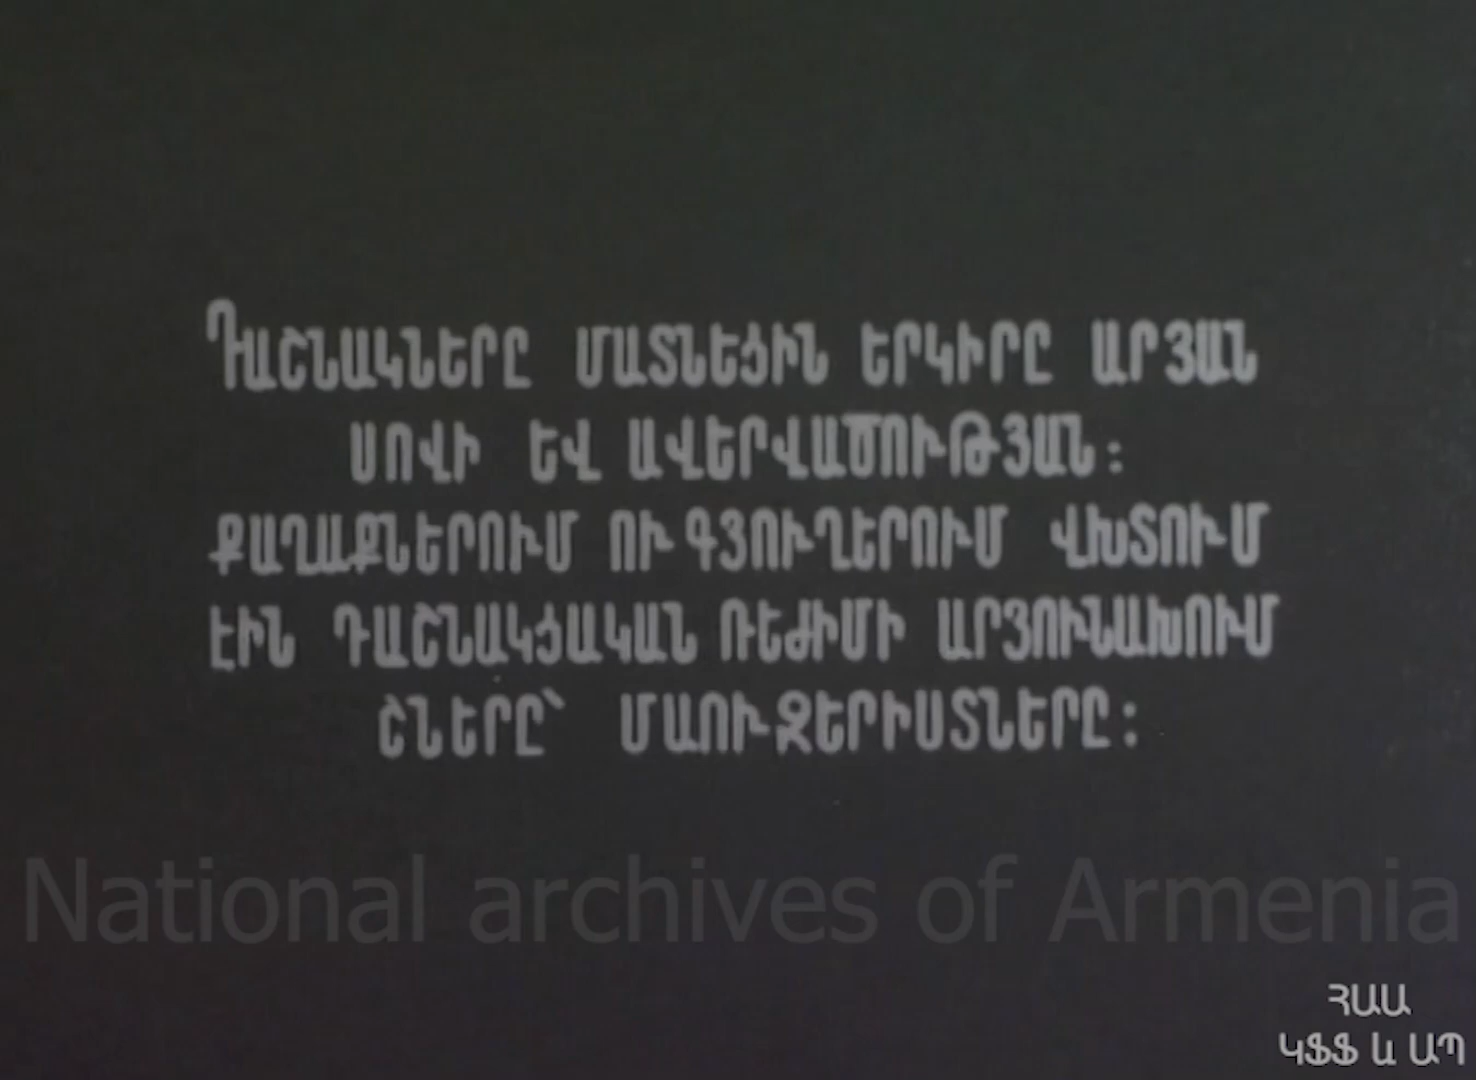 Դաշնակները մատնեցին երկիրը արյան
սովի եվ ավերվածության:
Քաղաքներում ու գյուղերում վխտում
էին դաշնակցական ռեժիմի արյունախում
շները՝ մաուզերիստները:
National archives of Armenia
ՀԱԱ
ԿՖՖ և ԱՊ